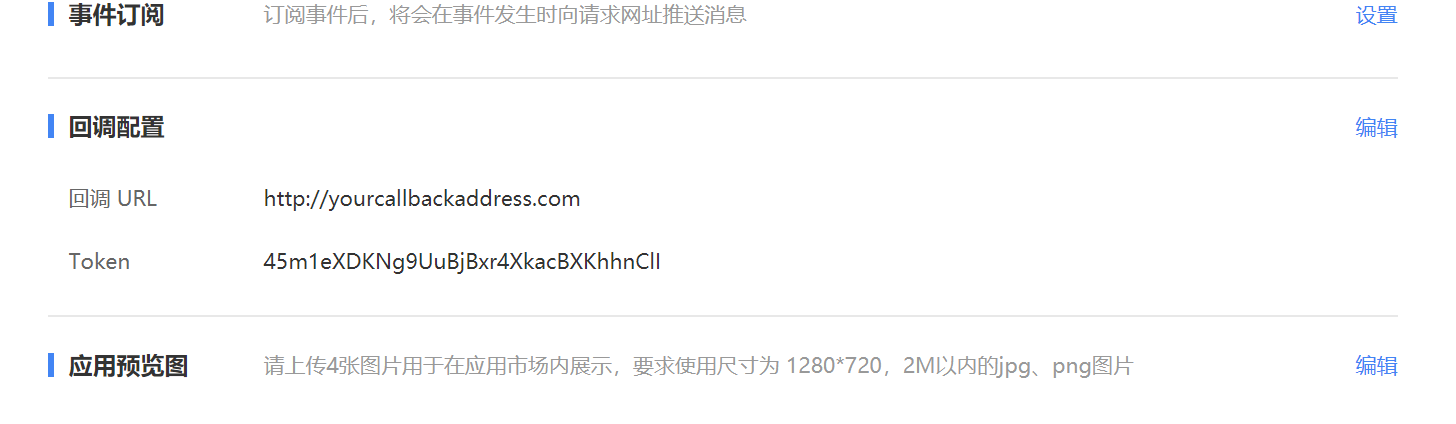 事件订阅 订阅事件后，将会在事件发生时向请求网址推送消息 设置
回调配置 编辑
回调 URL http://yourcallbackaddress.com
Token 45m1eXDKNg9UuBjBxr4XkacBXKhhnClI
应用预览图 请上传4张图片用于在应用市场内展示，要求使用尺寸为 1280*720，2M以内的jpg、png图片 编辑